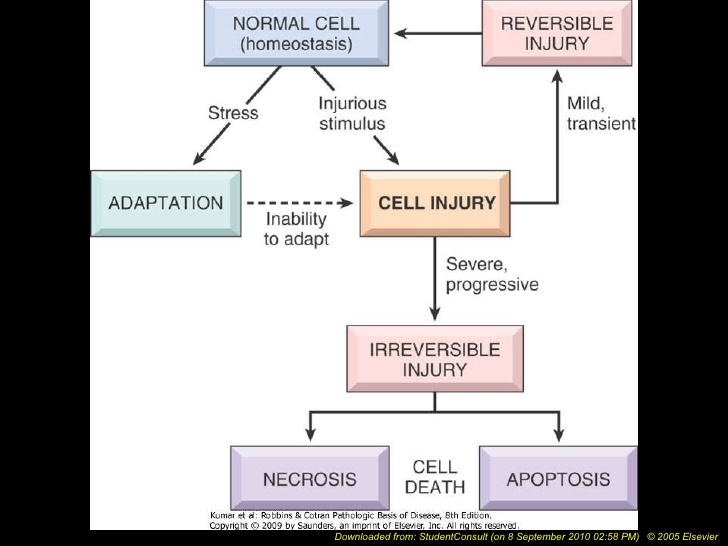 NORMAL CELL
(homeostasis)
REVERSIBLE
INJURY
Stress
Injurious
stimulus
Mild,
transient
ADAPTATION
Inability
to adapt
CELL INJURY
Severe,
progressive
IRREVERSIBLE
INJURY
NECROSIS
CELL
DEATH
APOPTOSIS
Kumar et al: Robbins & Cotran Pathologic Basis of Disease, 8th Edition.
Copyright © 2009 by Saunders, an imprint of Elsevier, Inc. All rights reserved.
Downloaded from: StudentConsult (on 8 September 2010 02:58 PM) © 2005 Elsevier